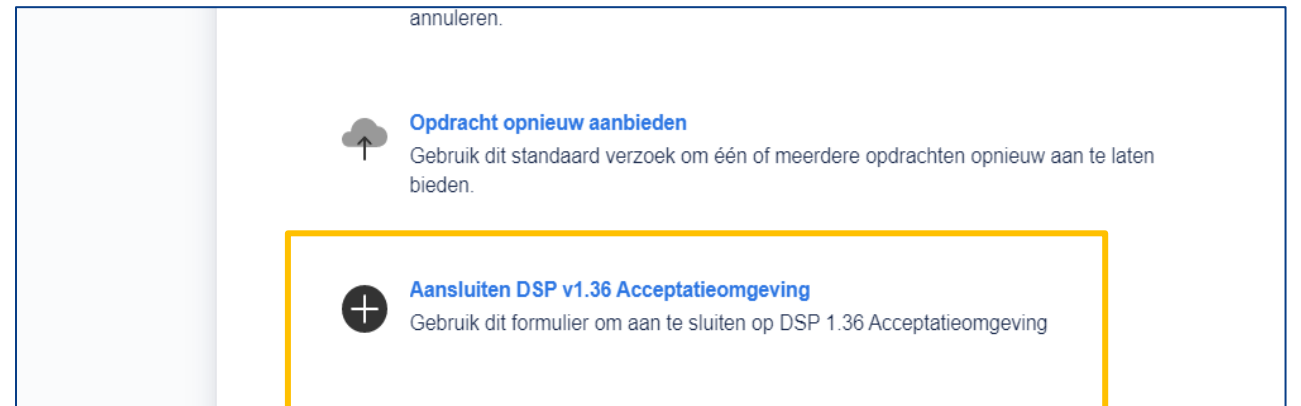 annuleren.
Opdracht opnieuw aanbieden
Gebruik dit standaard verzoek om één of meerdere opdrachten opnieuw aan te laten
bieden.
Aansluiten DSP v1.36 Acceptatieomgeving
Gebruik dit formulier om aan te sluiten op DSP 1.36 Acceptatieomgeving